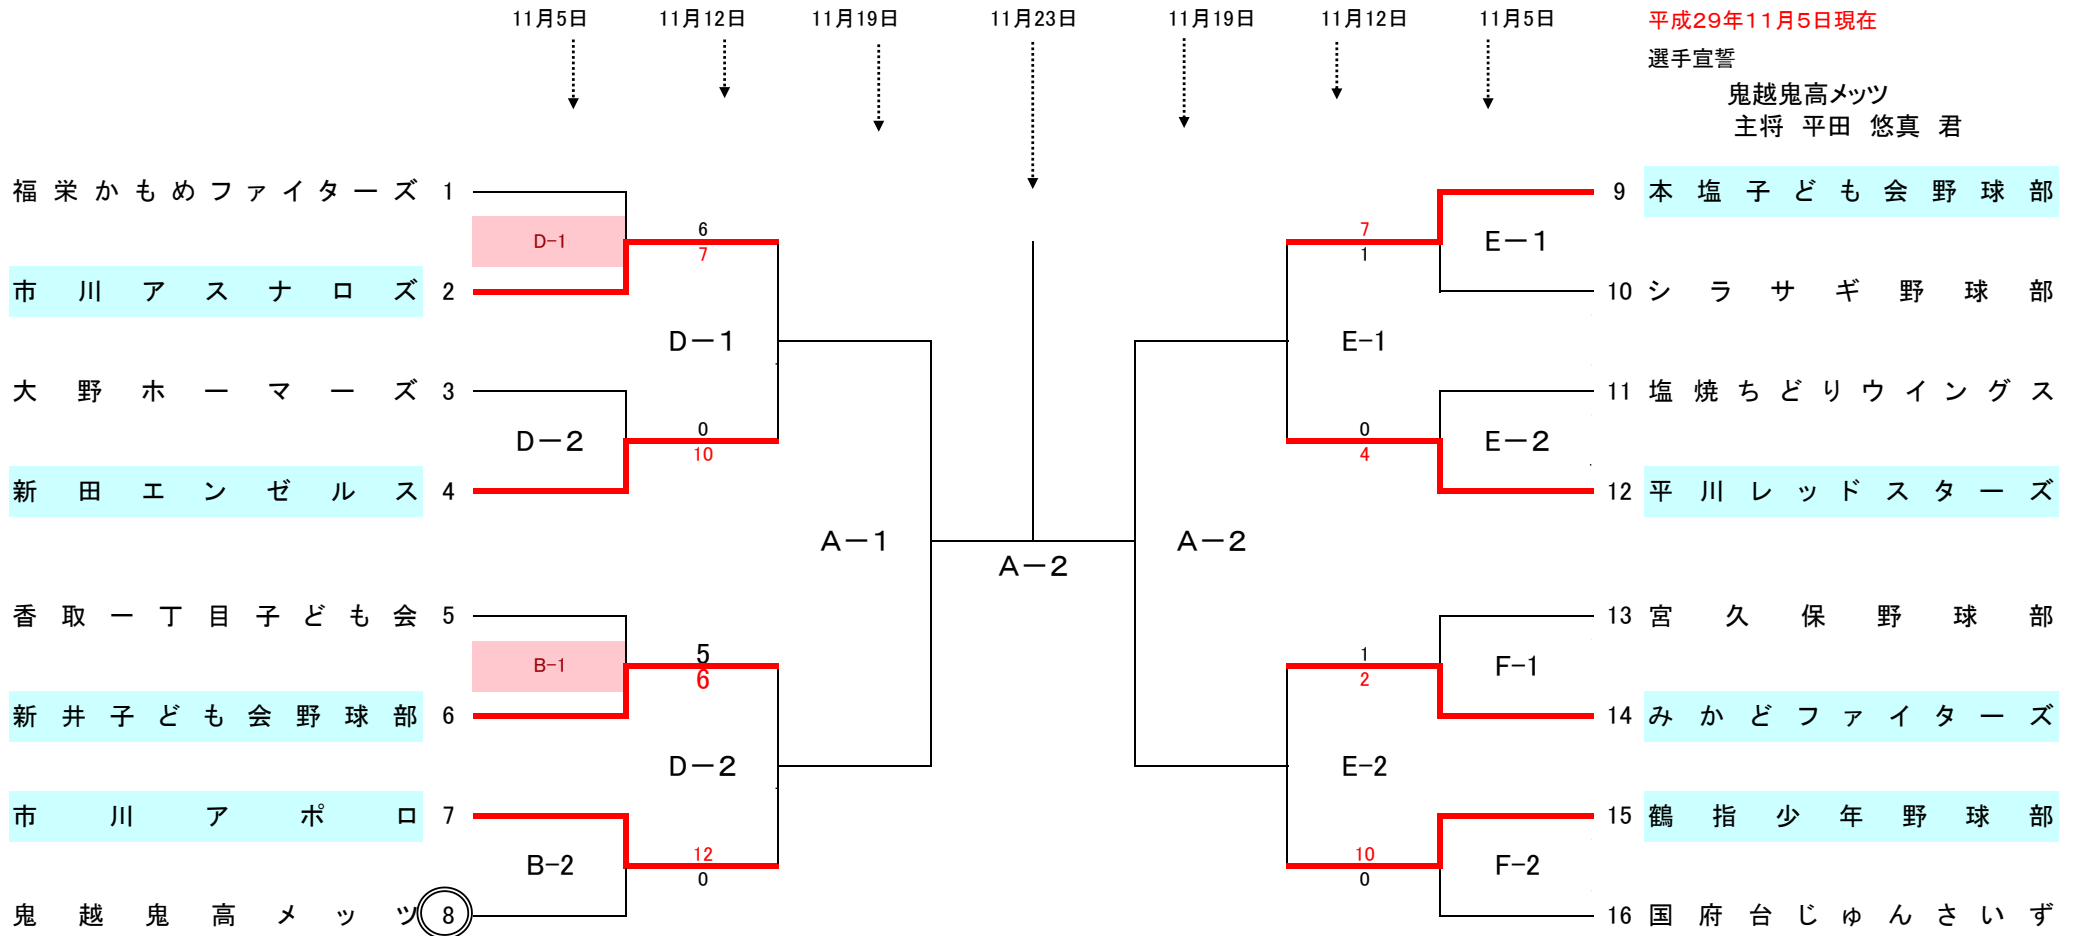 11月5日 11月12日 11月19日 11月23日 11月19日 11月12日 11月5日 平成29年11月5日現在
選手宣誓
鬼越鬼高メッツ
主将 平田 悠真 君
福栄かもめファイターズ 1 9 本塩子ども会野球部
D-1 6 7 7 1 E-1
市川アスナロズ 2 10 シラサギ野球部
D-1 E-1
大野ホーマーズ 3 11 塩焼ちどりウイングス
D-2 0 10 0 4 E-2
新田エンゼルス 4 12 平川レッドスターズ
A-1 A-2 A-2
香取一丁目子ども会 5 13 宮久保野球部
B-1 5 6 1 2 F-1
新井子ども会野球部 6 14 みかどファイターズ
D-2 E-2
市川アポロ 7 15 鶴指少年野球部
B-2 12 0 10 0 F-2
鬼越鬼高メッツ 8 16 国府台じゅんさいず